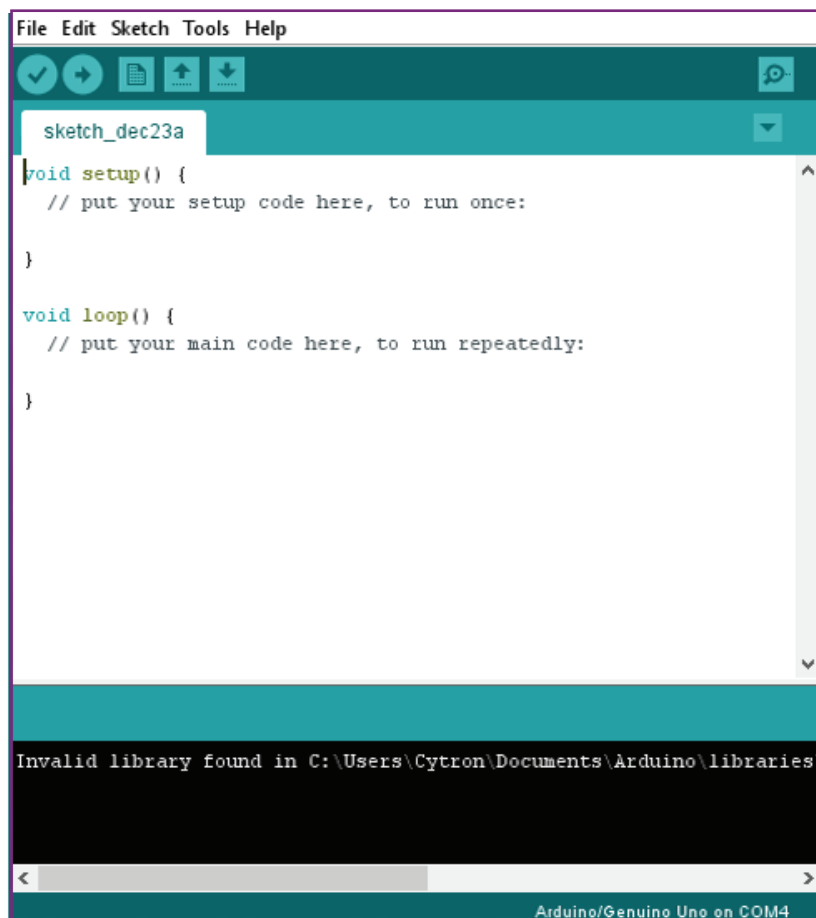 File Edit Sketch Tools Help
sketch_dec23a
void setup() {
  // put your setup code here, to run once:
}
void loop() {
  // put your main code here, to run repeatedly:
}
Invalid library found in C:\Users\Cytron\Documents\Arduino\libraries
Arduino/Genuino Uno on COM4